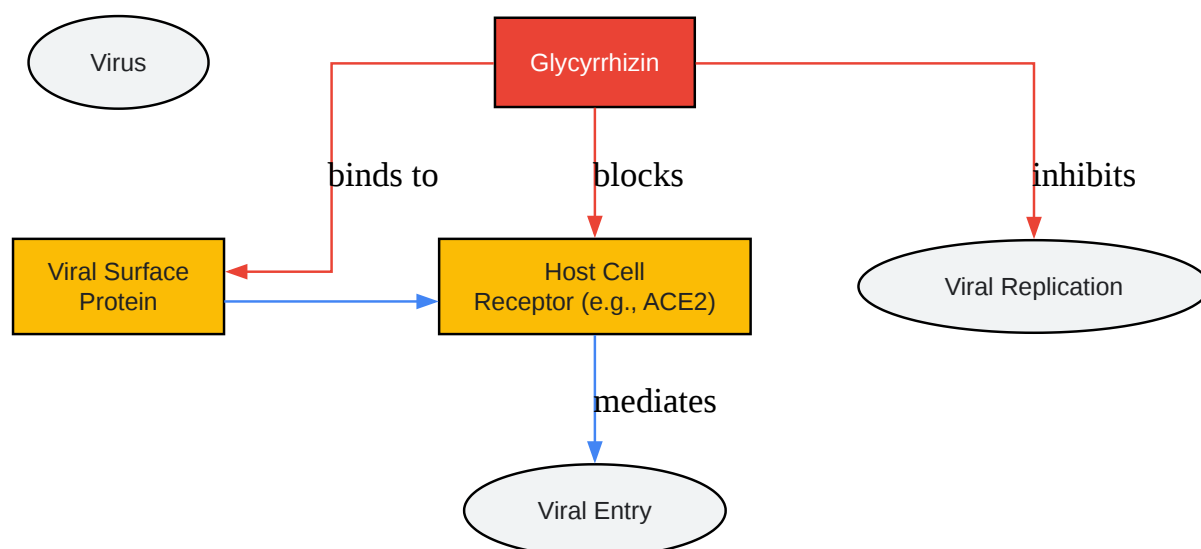 Virus
Glycyrrhizin
binds to
blocks
inhibits
Viral Surface
Protein
Host Cell
Receptor (e.g., ACE2)
Viral Replication
mediates
Viral Entry